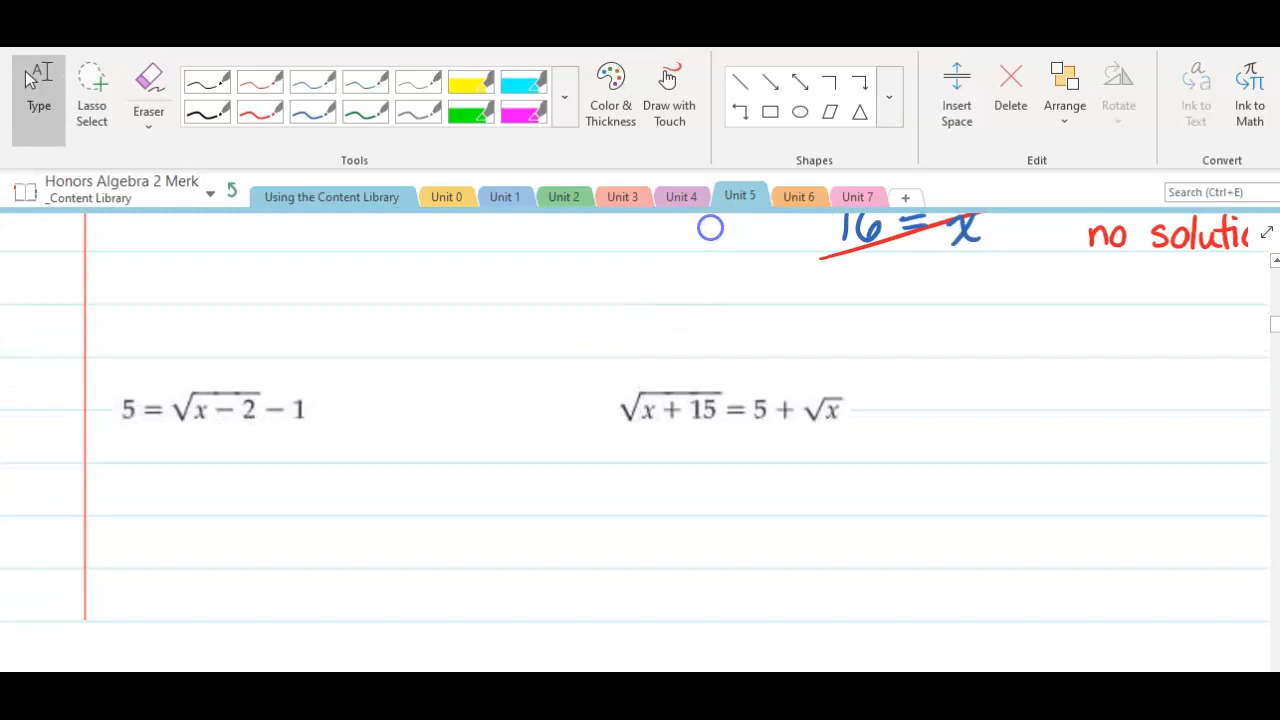 Type
Lasso
Select
Eraser
Color &
Thickness
Draw with
Touch
Insert
Space
Delete
Arrange
Rotate
Ink to
Text
Ink to
Math
Tools
Shapes
Edit
Convert
Honors Algebra 2 Merk
_Content Library
Using the Content Library
Unit 0
Unit 1
Unit 2
Unit 3
Unit 4
Unit 5
Unit 6
Unit 7
+
Search (Ctrl+E)
16 = x
no solutio
5 = √(x − 2) − 1
√(x + 15) = 5 + √x